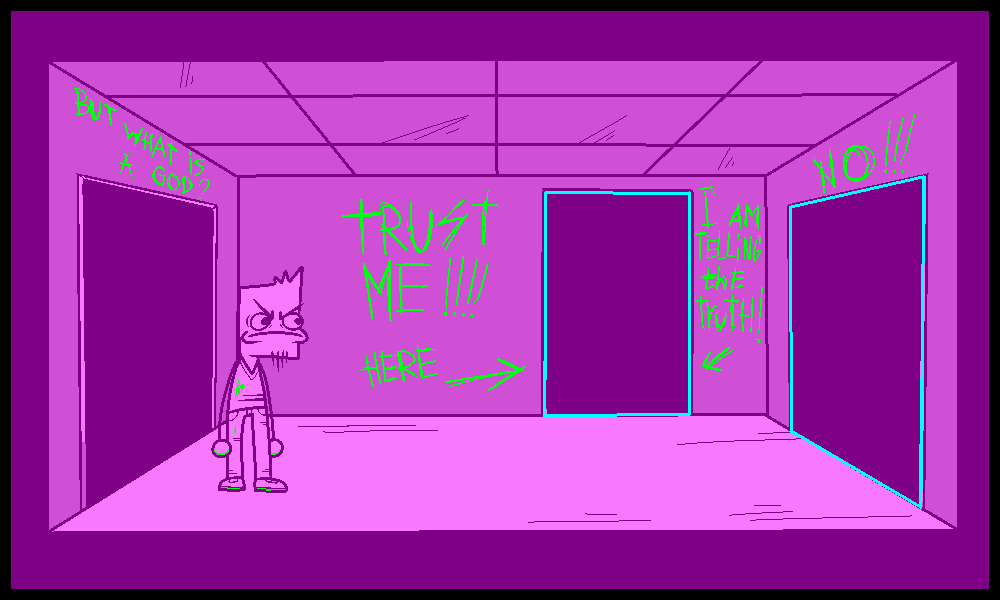 BUT
WHAT IS
A GOD?
TRUST
ME !!!!
HERE
I AM
TELLING
thE
TRUTH!!
NO!!!